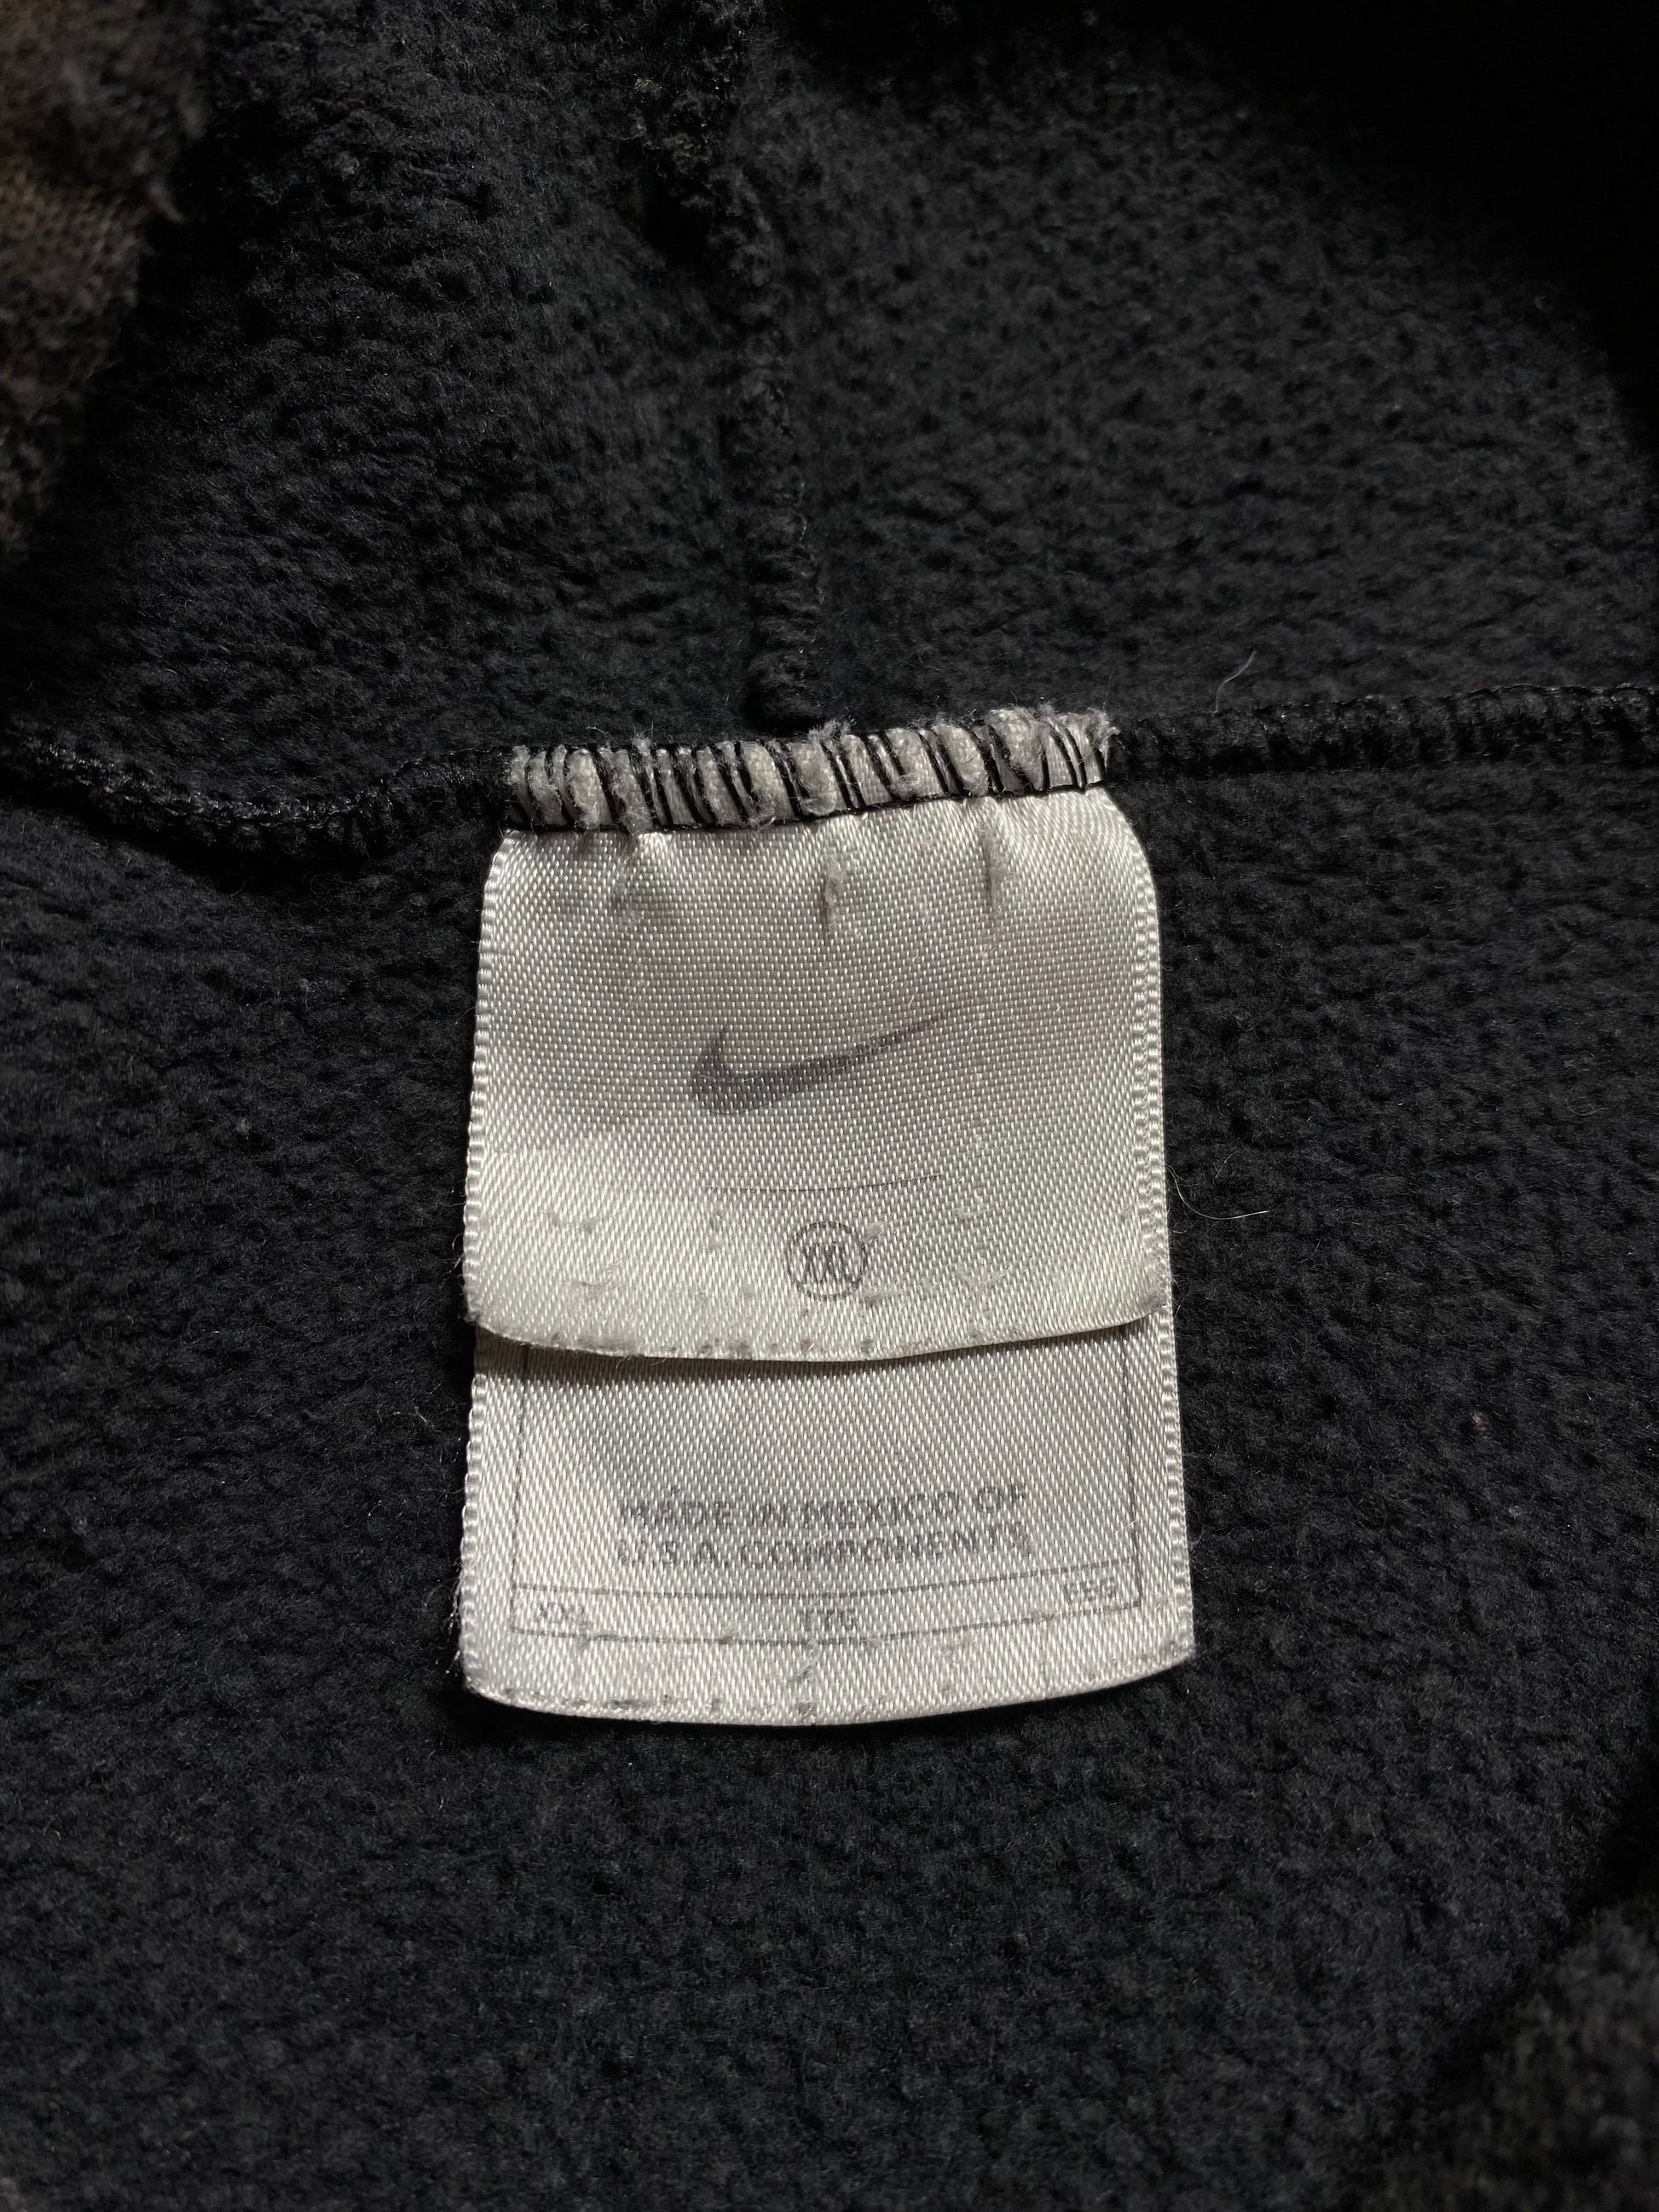 XXL
MADE IN MEXICO OF
U.S.A. COMPONENTS
XXL